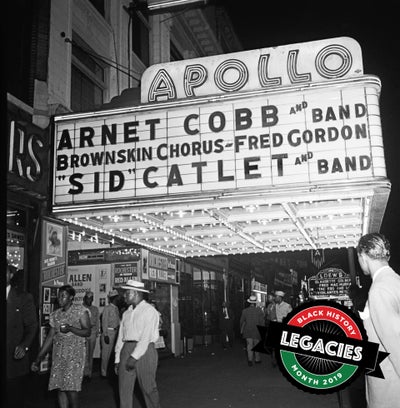 APOLLO
ARNET COBB AND BAND
BROWNSKIN CHORUS-FRED GORDON
"SID" CATLET AND BAND
RS
ALLEN
BLACK HISTORY
LEGACIES
MONTH 2019